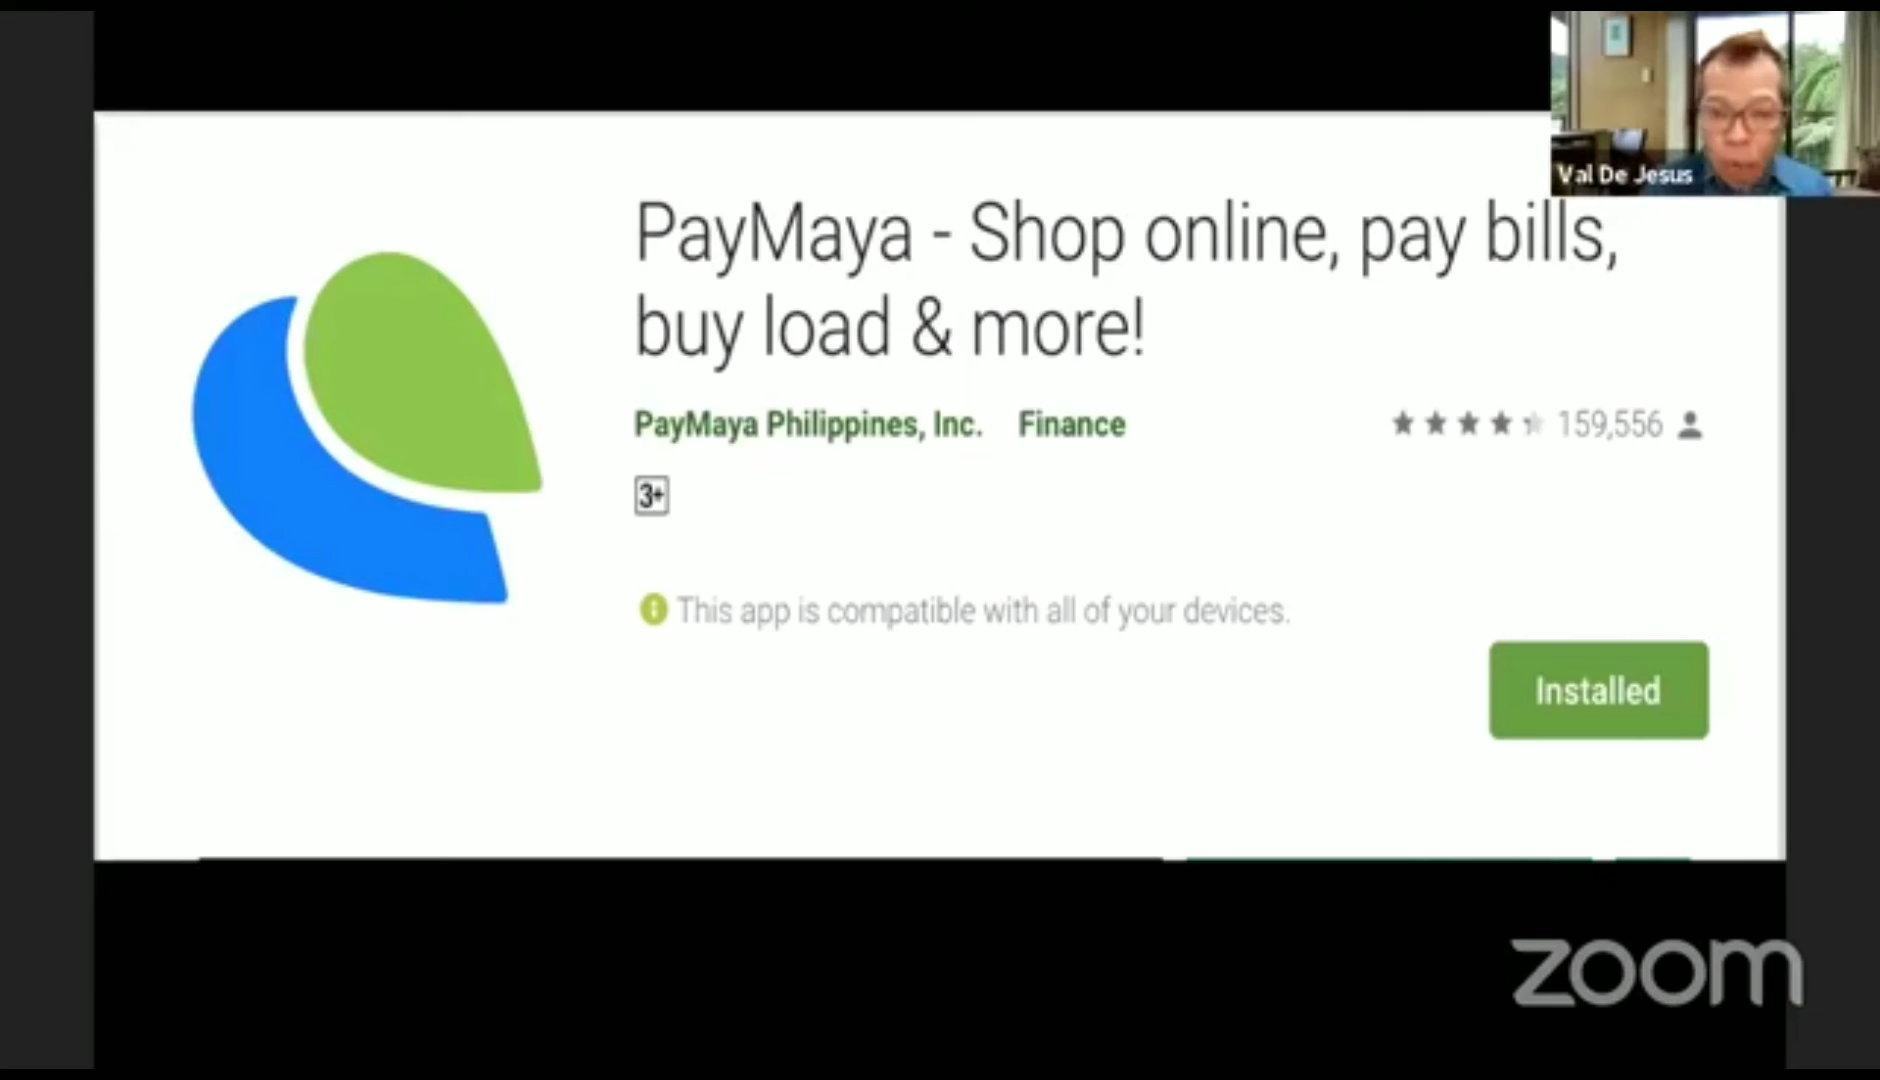 Val De Jesus
PayMaya - Shop online, pay bills,
buy load & more!
PayMaya Philippines, Inc. Finance
159,556
3+
This app is compatible with all of your devices.
Installed
zoom